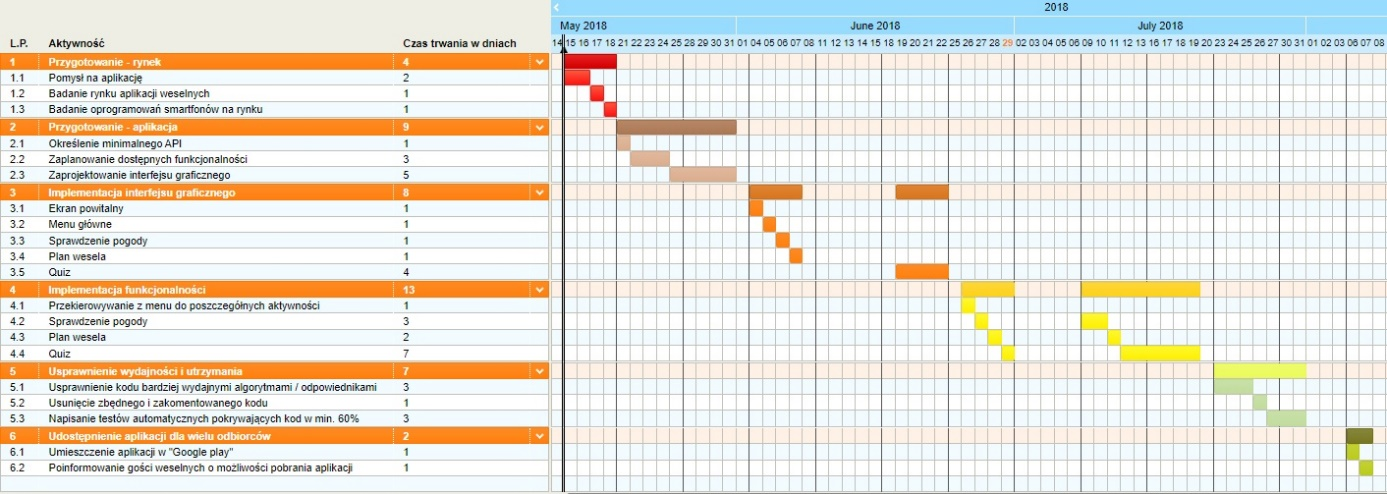 2018
May 2018 June 2018 July 2018
L.P. Aktywność Czas trwania w dniach 14 15 16 17 18 21 22 23 24 25 28 29 30 31 01 04 05 06 07 08 11 12 13 14 15 18 19 20 21 22 25 26 27 28 29 02 03 04 05 06 09 10 11 12 13 16 17 18 19 20 23 24 25 26 27 30 31 01 02 03 06 07 08
1 Przygotowanie - rynek 4
1.1 Pomysł na aplikację 2
1.2 Badanie rynku aplikacji weselnych 1
1.3 Badanie oprogramowań smartfonów na rynku 1
2 Przygotowanie - aplikacja 9
2.1 Określenie minimalnego API 1
2.2 Zaplanowanie dostępnych funkcjonalności 3
2.3 Zaprojektowanie interfejsu graficznego 5
3 Implementacja interfejsu graficznego 8
3.1 Ekran powitalny 1
3.2 Menu główne 1
3.3 Sprawdzenie pogody 1
3.4 Plan wesela 1
3.5 Quiz 4
4 Implementacja funkcjonalności 13
4.1 Przekierowywanie z menu do poszczególnych aktywności 1
4.2 Sprawdzenie pogody 3
4.3 Plan wesela 2
4.4 Quiz 7
5 Usprawnienie wydajności i utrzymania 7
5.1 Usprawnienie kodu bardziej wydajnymi algorytmami / odpowiednikami 3
5.2 Usunięcie zbędnego i zakomentowanego kodu 1
5.3 Napisanie testów automatycznych pokrywających kod w min. 60% 3
6 Udostępnienie aplikacji dla wielu odbiorców 2
6.1 Umieszczenie aplikacji w "Google play" 1
6.2 Poinformowanie gości weselnych o możliwości pobrania aplikacji 1